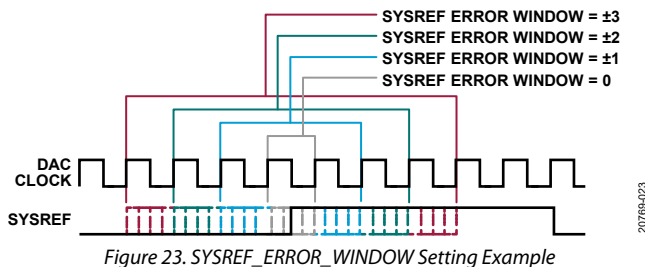 SYSREF ERROR WINDOW = ±3
SYSREF ERROR WINDOW = ±2
SYSREF ERROR WINDOW = ±1
SYSREF ERROR WINDOW = 0
DAC
CLOCK
SYSREF
20769-023
Figure 23. SYSREF_ERROR_WINDOW Setting Example